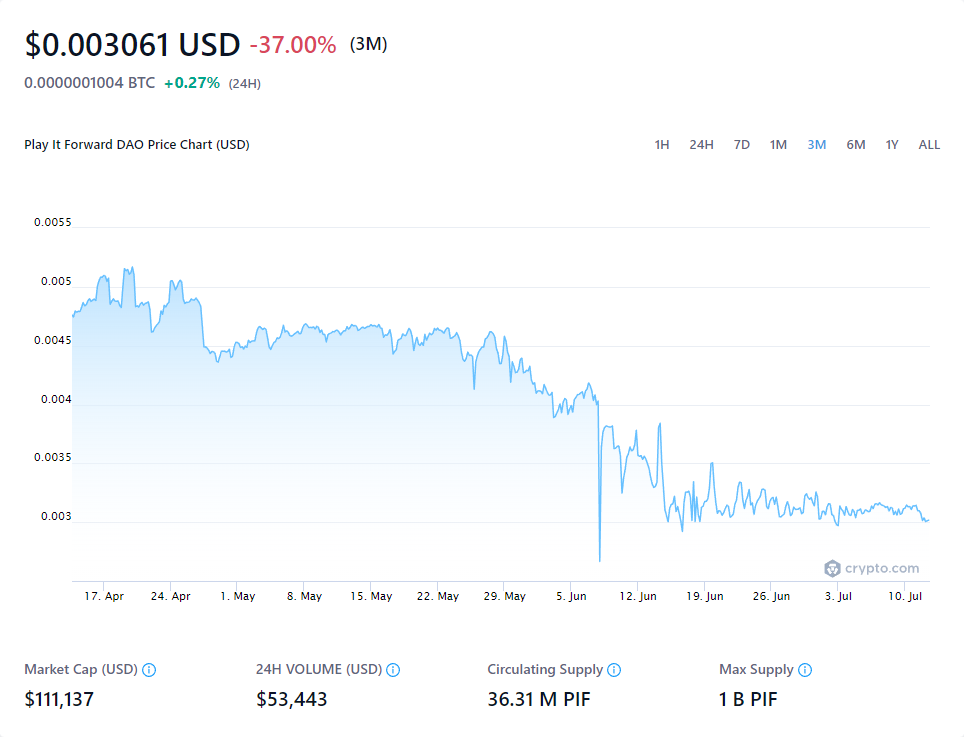 $0.003061 USD -37.00% (3M)
0.0000001004 BTC +0.27% (24H)
Play It Forward DAO Price Chart (USD) 1H 24H 7D 1M 3M 6M 1Y ALL
0.0055
0.005
0.0045
0.004
0.0035
0.003
crypto.com
17. Apr 24. Apr 1. May 8. May 15. May 22. May 29. May 5. Jun 12. Jun 19. Jun 26. Jun 3. Jul 10. Jul
Market Cap (USD) 24H VOLUME (USD) Circulating Supply Max Supply
$111,137 $53,443 36.31 M PIF 1 B PIF